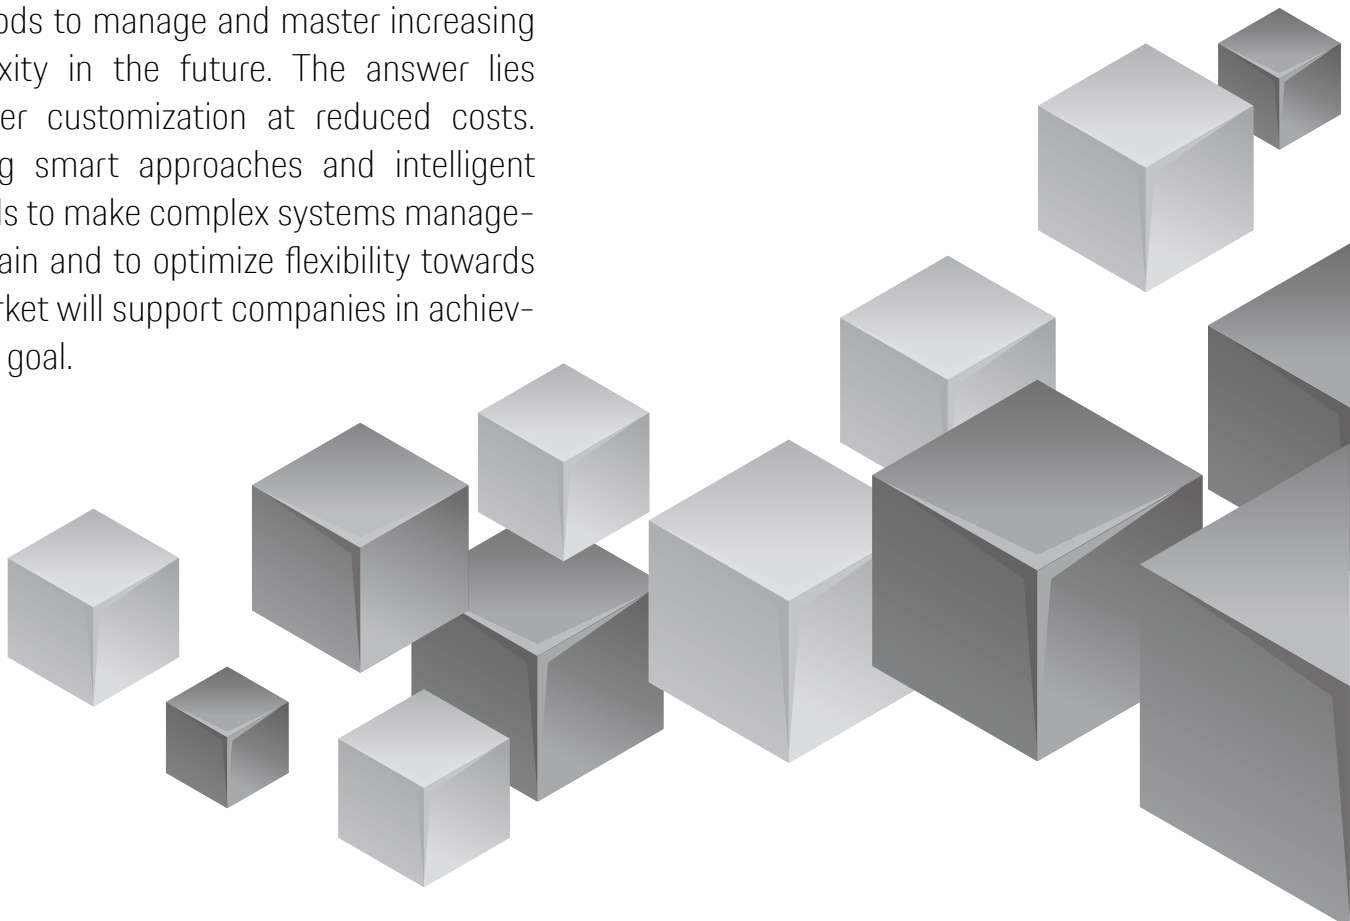 ods to manage and master increasing
xity in the future. The answer lies
er customization at reduced costs.
g smart approaches and intelligent
ls to make complex systems manage-
ain and to optimize flexibility towards
rket will support companies in achiev-
goal.